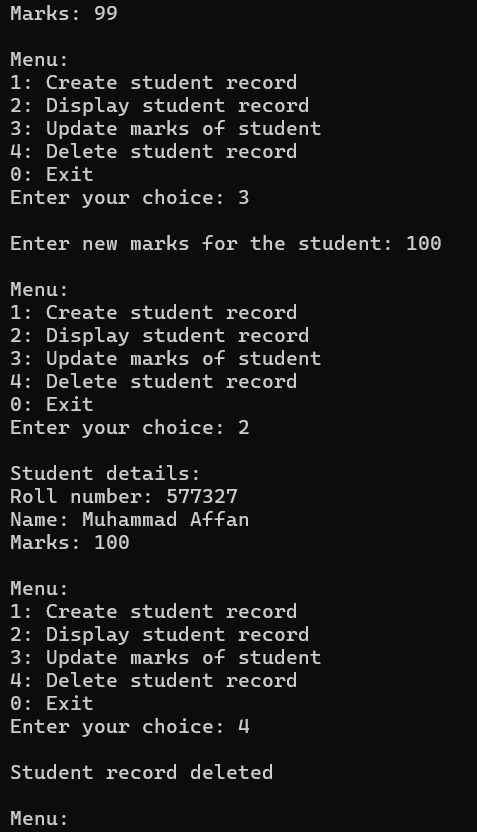 Marks: 99
Menu:
1: Create student record
2: Display student record
3: Update marks of student
4: Delete student record
0: Exit
Enter your choice: 3
Enter new marks for the student: 100
Menu:
1: Create student record
2: Display student record
3: Update marks of student
4: Delete student record
0: Exit
Enter your choice: 2
Student details:
Roll number: 577327
Name: Muhammad Affan
Marks: 100
Menu:
1: Create student record
2: Display student record
3: Update marks of student
4: Delete student record
0: Exit
Enter your choice: 4
Student record deleted
Menu: